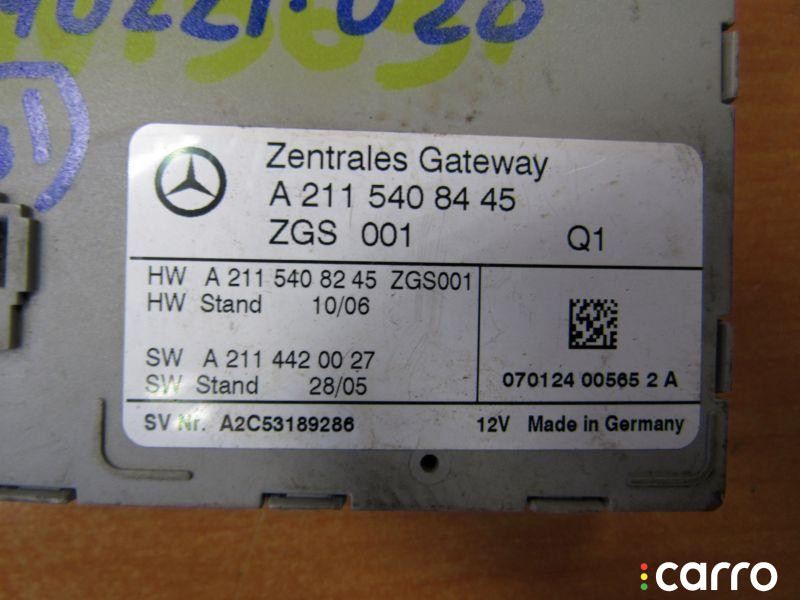 Zentrales Gateway
A 211 540 84 45
ZGS 001 Q1
HW A 211 540 82 45 ZGS001
HW Stand 10/06
SW A 211 442 00 27
SW Stand 28/05
070124 00565 2 A
SV Nr. A2C53189286 12V Made in Germany
carro